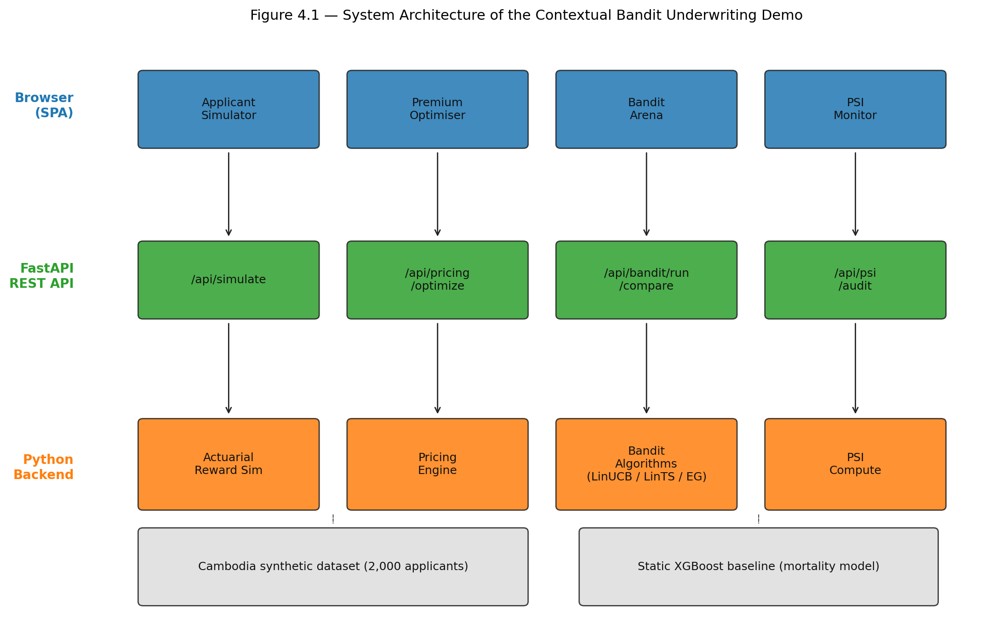 Figure 4.1 — System Architecture of the Contextual Bandit Underwriting Demo
Browser
(SPA)
Applicant
Simulator
Premium
Optimiser
Bandit
Arena
PSI
Monitor
FastAPI
REST API
/api/simulate
/api/pricing
/optimize
/api/bandit/run
/compare
/api/psi
/audit
Python
Backend
Actuarial
Reward Sim
Pricing
Engine
Bandit
Algorithms
(LinUCB / LinTS / EG)
PSI
Compute
Cambodia synthetic dataset (2,000 applicants)
Static XGBoost baseline (mortality model)